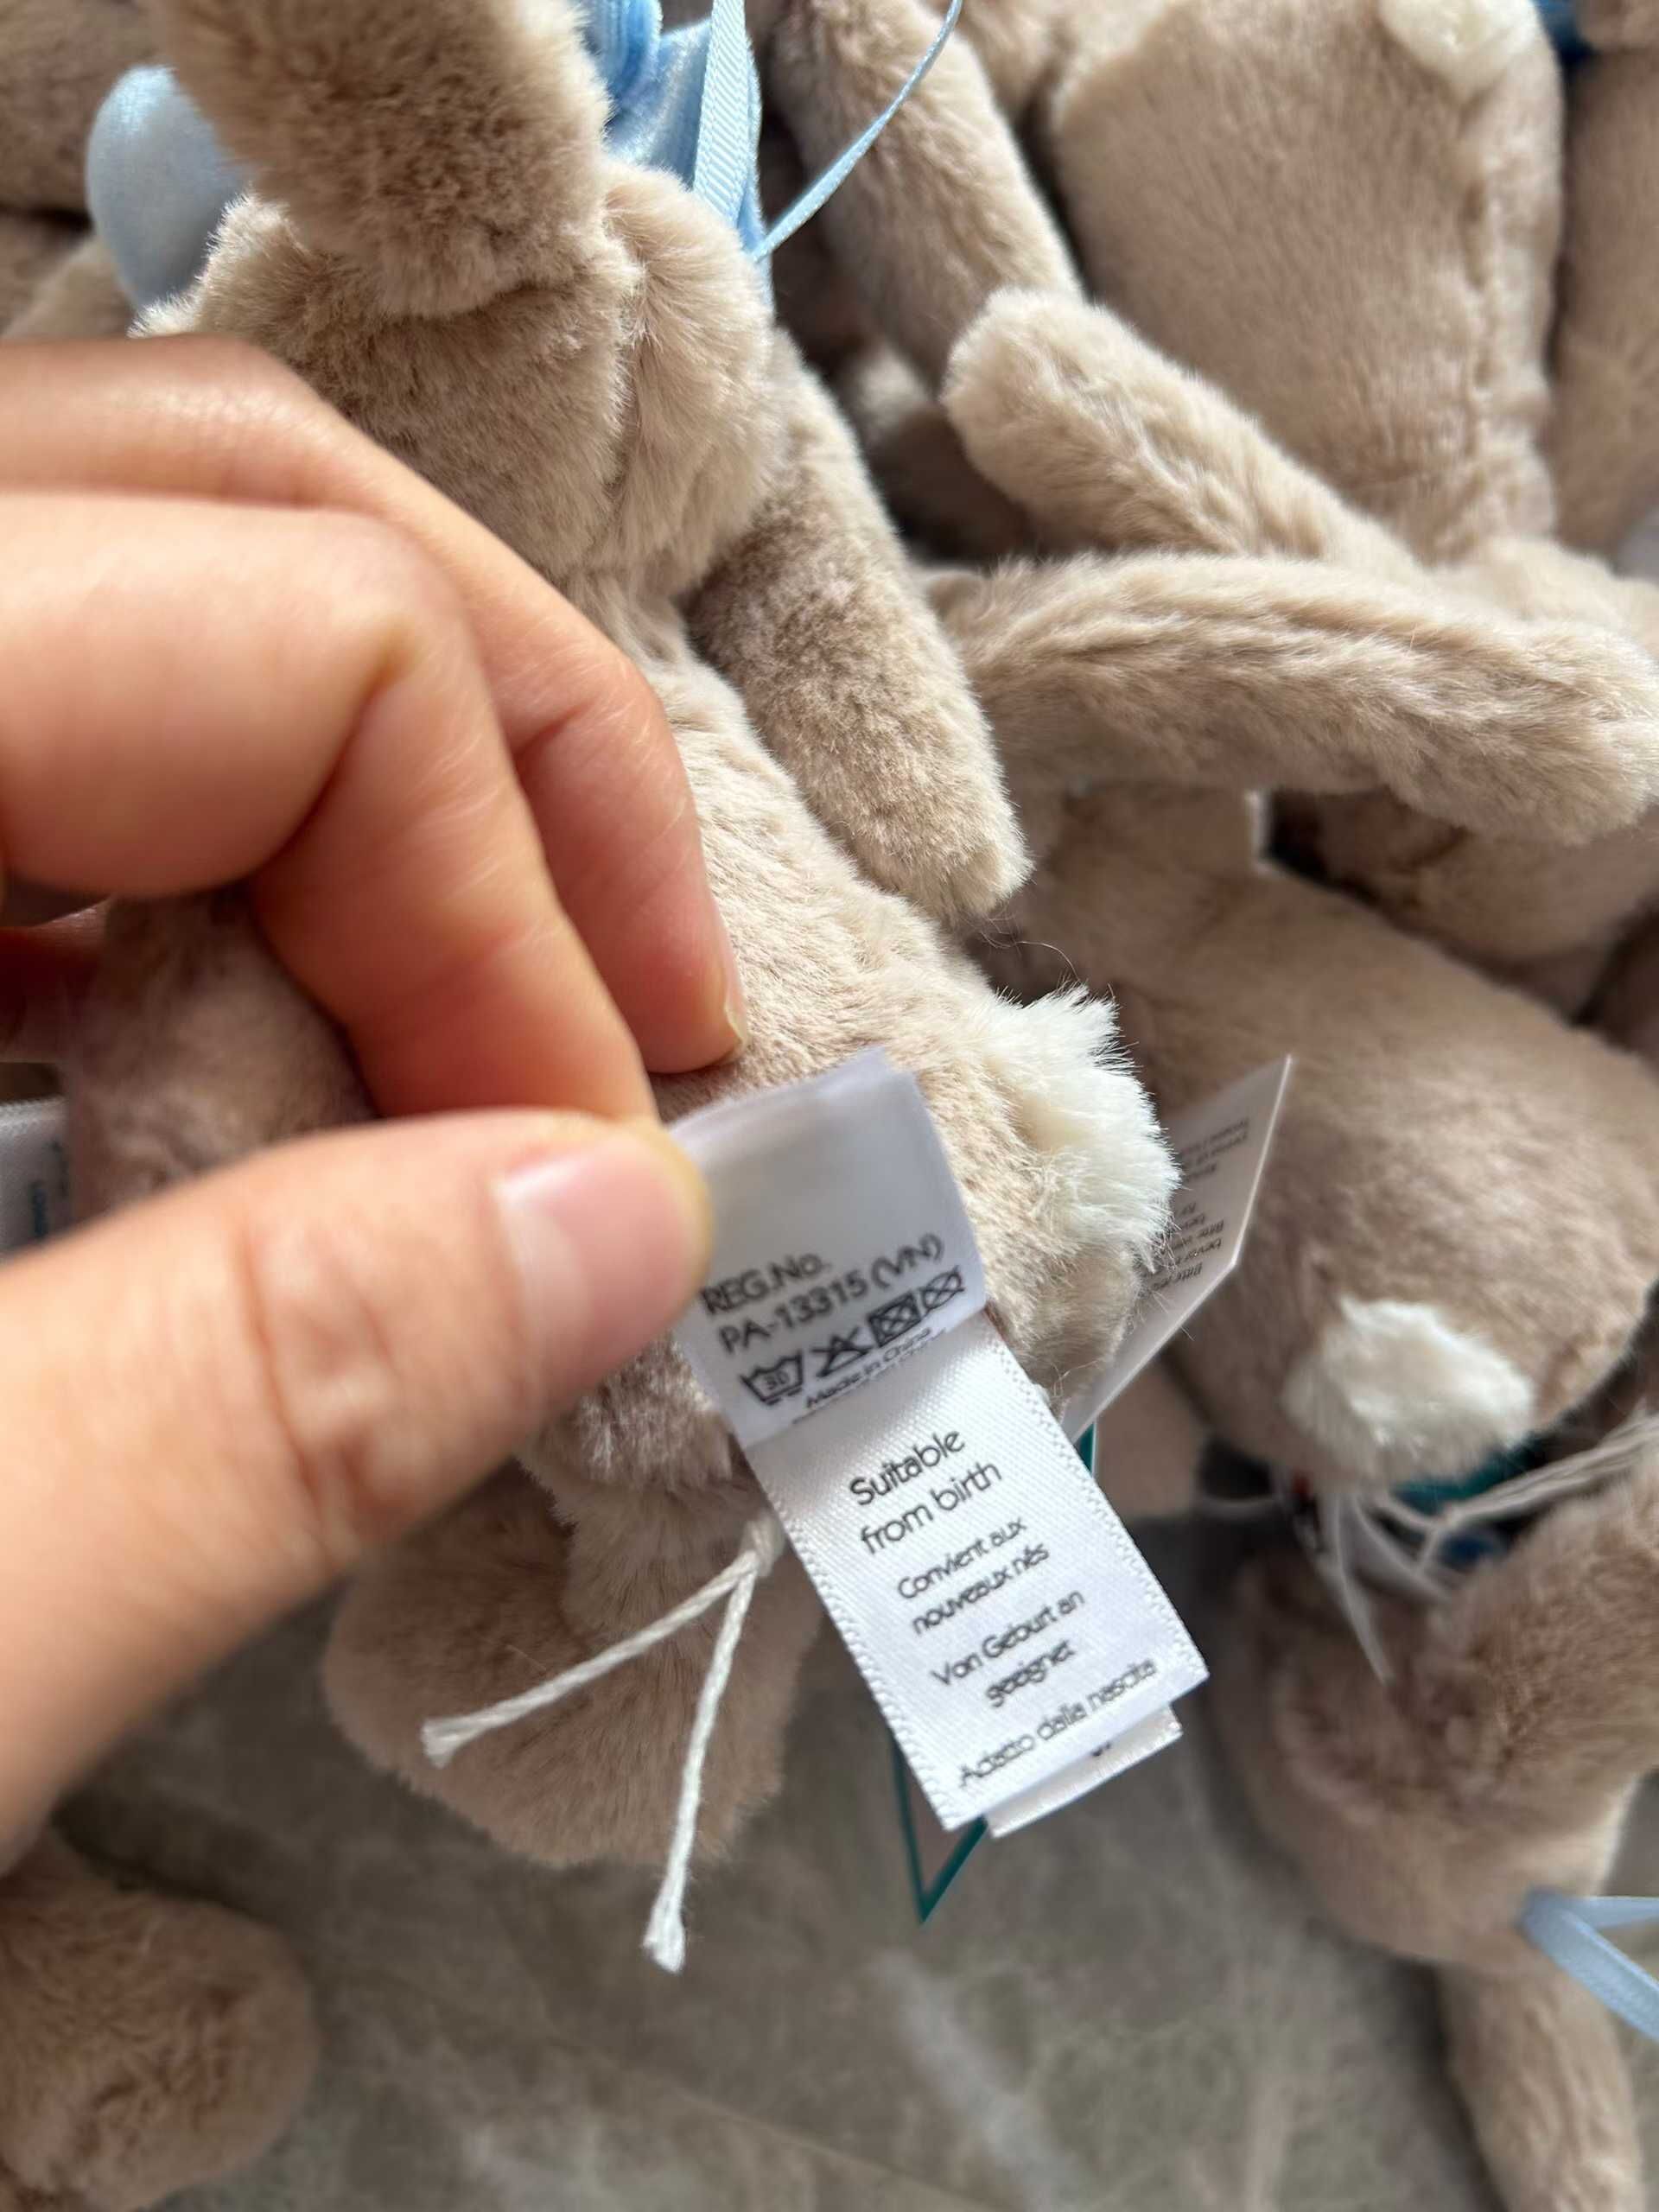 REG.No.
PA-13315 (VN)
30
Made in China
Suitable
from birth
Convient aux
nouveaux nés
Von Geburt an
geeignet
Adatto dalla nascita